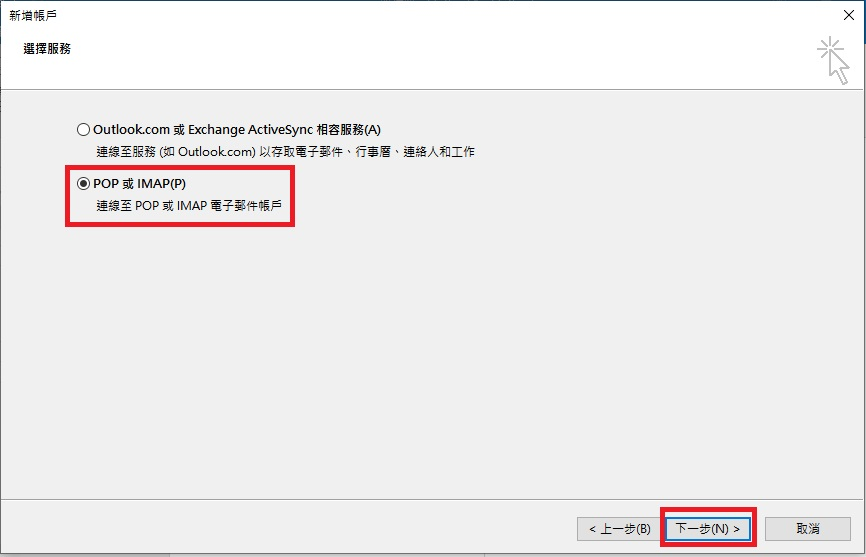 新增帳戶
選擇服務
Outlook.com 或 Exchange ActiveSync 相容服務(A)
連線至服務 (如 Outlook.com) 以存取電子郵件、行事曆、連絡人和工作
POP 或 IMAP(P)
連線至 POP 或 IMAP 電子郵件帳戶
< 上一步(B) 下一步(N) > 取消